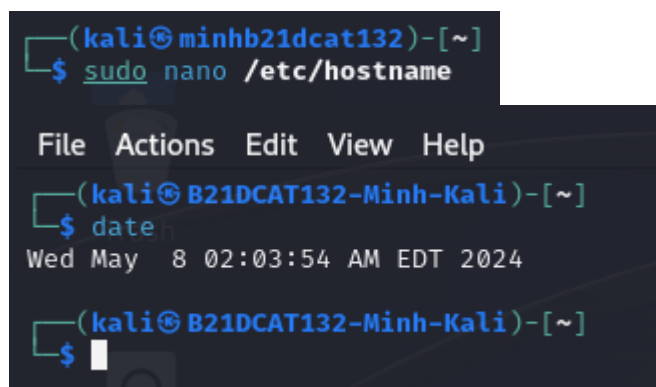 ┌──(kali㉿minhb21dcat132)-[~]
└─$ sudo nano /etc/hostname
File Actions Edit View Help
┌──(kali㉿B21DCAT132-Minh-Kali)-[~]
└─$ date
Wed May  8 02:03:54 AM EDT 2024
┌──(kali㉿B21DCAT132-Minh-Kali)-[~]
└─$